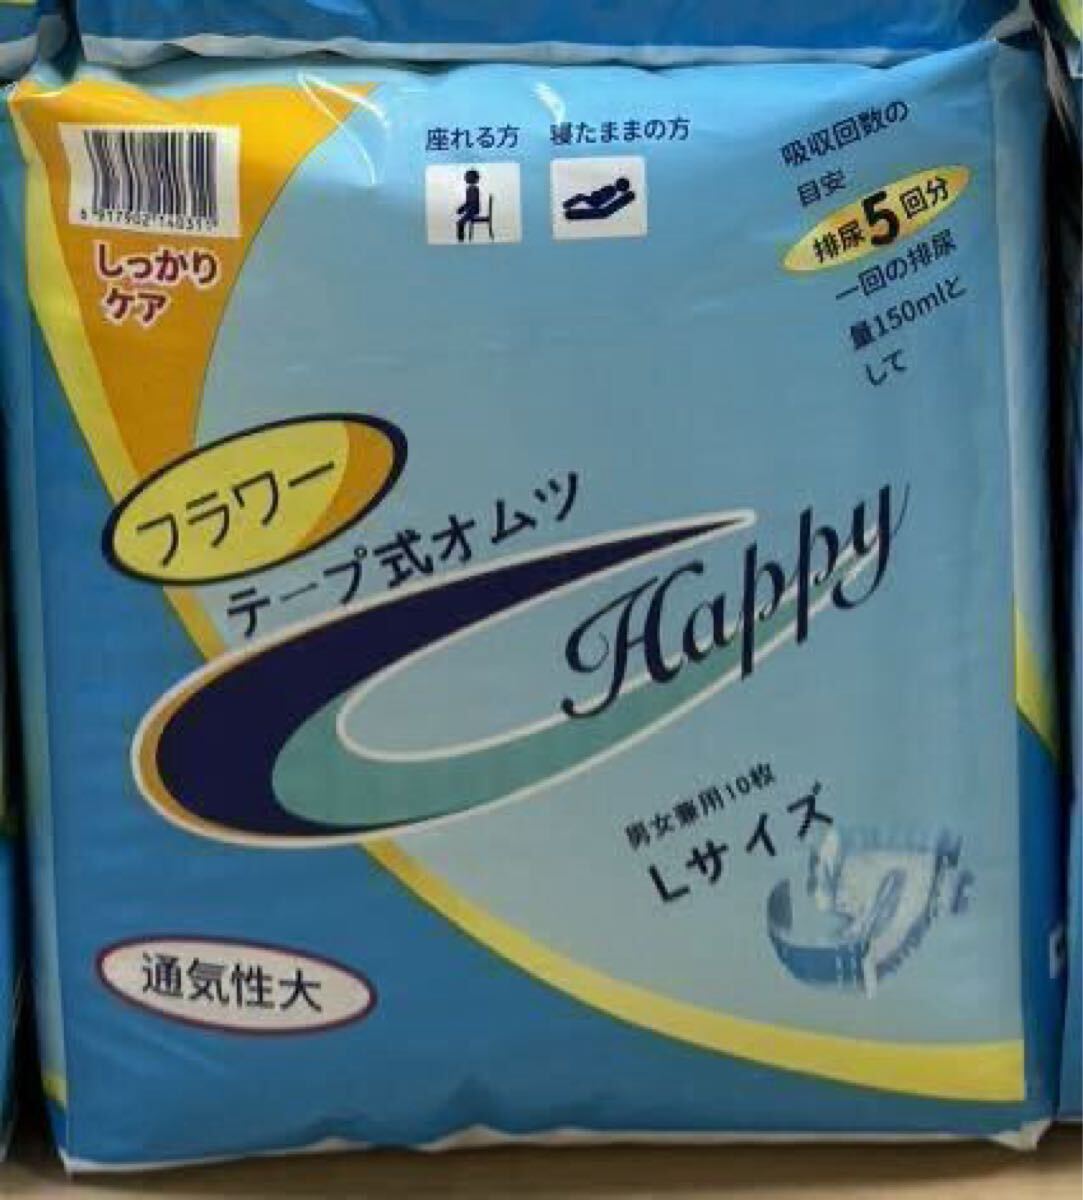 しっかり
ケア
座れる方
寝たままの方
吸収回数の
目安
排尿5回分
一回の排尿
量150mlと
して
フラワー
テープ式オムツ
Happy
男女兼用10枚
Lサイズ
通気性大